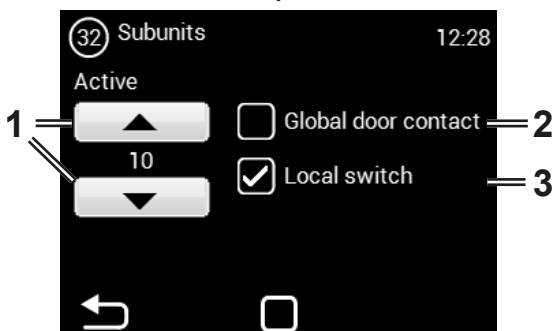 32 Subunits 12:28
Active
1 Global door contact 2
10
Local switch 3